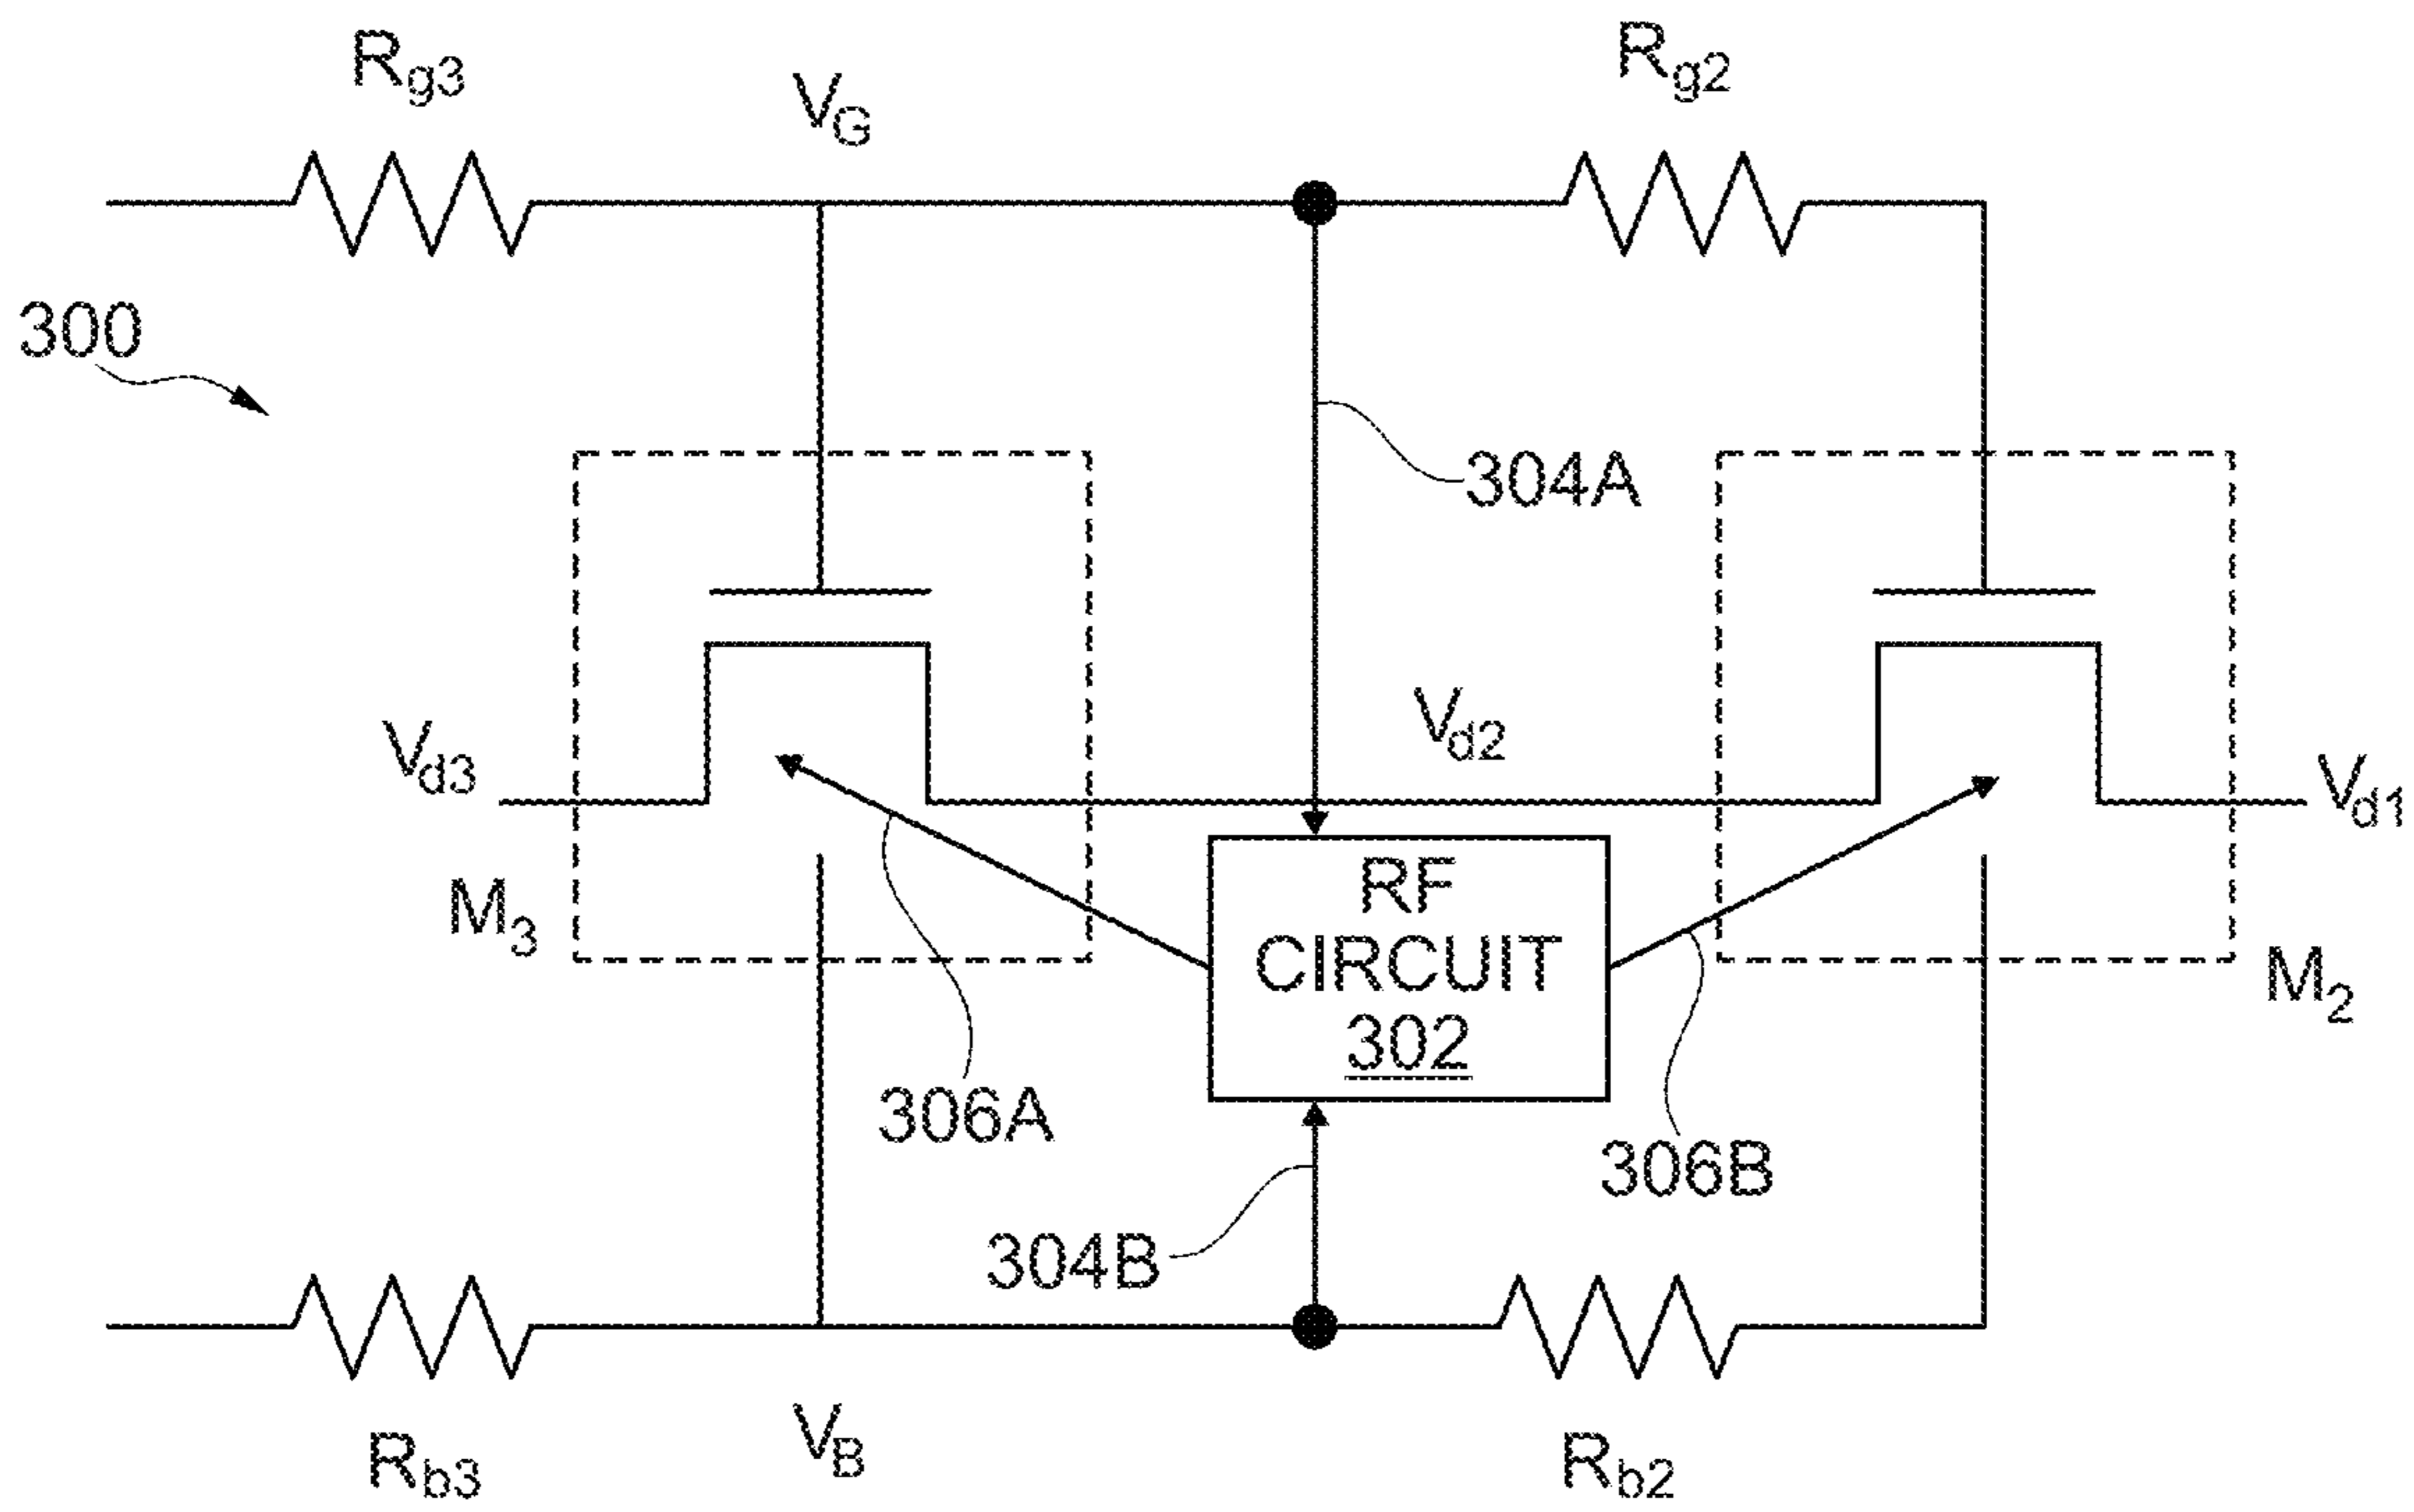 Rg3
Rg2
VG
300
304A
Vd2
Vd3
Vd1
RF
CIRCUIT
302
M3
M2
306A
306B
304B
VB
Rb3
Rb2